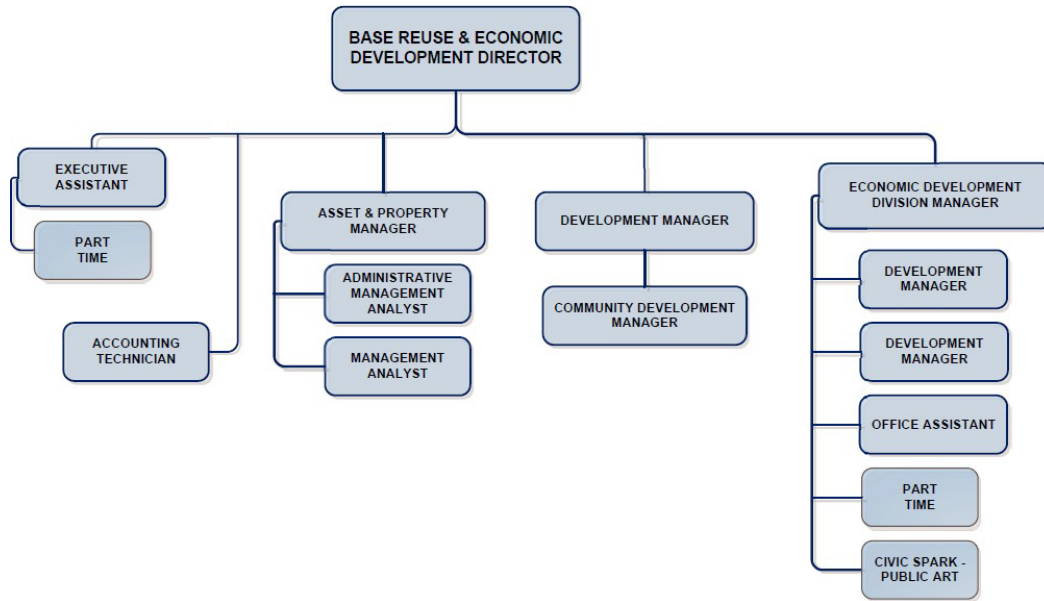 BASE REUSE & ECONOMIC
DEVELOPMENT DIRECTOR
EXECUTIVE
ASSISTANT
PART
TIME
ACCOUNTING
TECHNICIAN
ASSET & PROPERTY
MANAGER
ADMINISTRATIVE
MANAGEMENT
ANALYST
MANAGEMENT
ANALYST
DEVELOPMENT MANAGER
COMMUNITY DEVELOPMENT
MANAGER
ECONOMIC DEVELOPMENT
DIVISION MANAGER
DEVELOPMENT
MANAGER
DEVELOPMENT
MANAGER
OFFICE ASSISTANT
PART
TIME
CIVIC SPARK -
PUBLIC ART